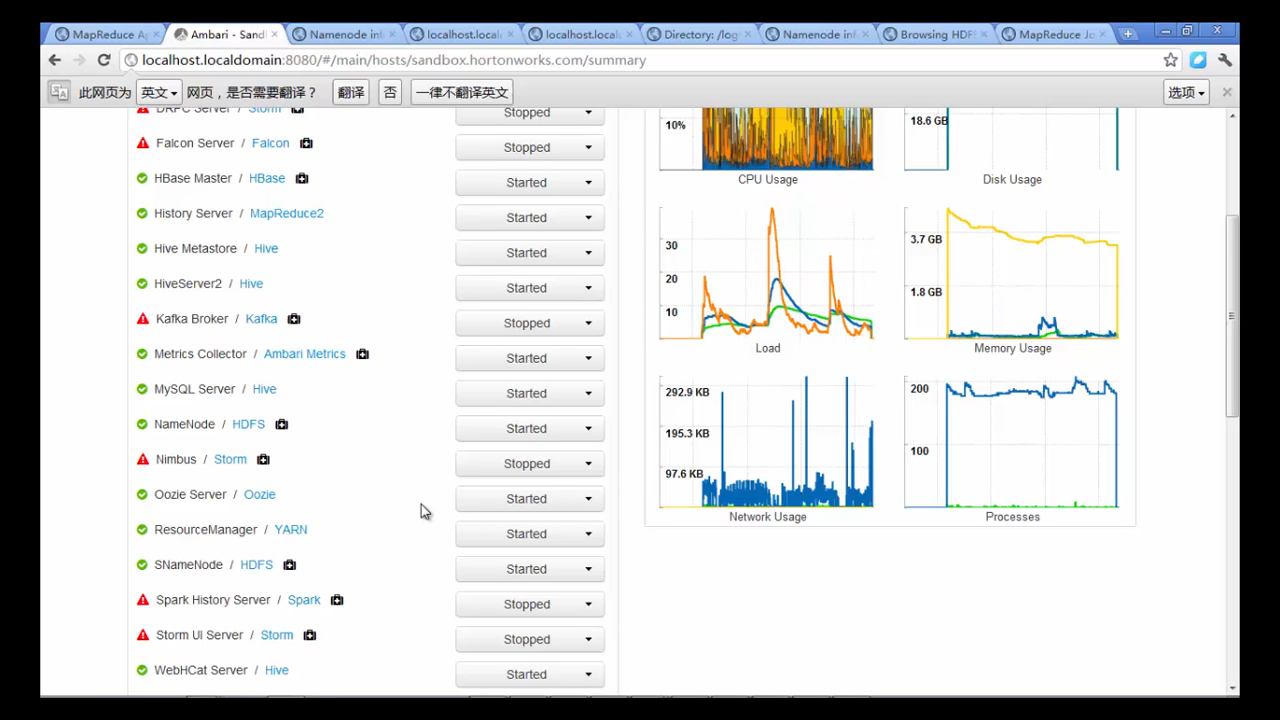 MapReduce Ap
Ambari - Sand
Namenode inf
localhost.local
localhost.local
Directory: /log
Namenode inf
Browsing HDF
MapReduce Jo
localhost.localdomain:8080/#/main/hosts/sandbox.hortonworks.com/summary
此网页为 英文 网页，是否需要翻译？ 翻译 否 一律不翻译英文 选项
DRPC Server / Storm Stopped
Falcon Server / Falcon Stopped
HBase Master / HBase Started
History Server / MapReduce2 Started
Hive Metastore / Hive Started
HiveServer2 / Hive Started
Kafka Broker / Kafka Stopped
Metrics Collector / Ambari Metrics Started
MySQL Server / Hive Started
NameNode / HDFS Started
Nimbus / Storm Stopped
Oozie Server / Oozie Started
ResourceManager / YARN Started
SNameNode / HDFS Started
Spark History Server / Spark Stopped
Storm UI Server / Storm Stopped
WebHCat Server / Hive Started
10%
CPU Usage
18.6 GB
Disk Usage
30
20
10
Load
3.7 GB
1.8 GB
Memory Usage
292.9 KB
195.3 KB
97.6 KB
Network Usage
200
100
Processes